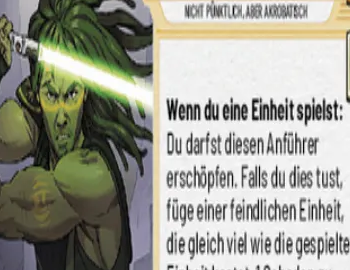 NICHT PÜNKTLICH, ABER AKROBATISCH
Wenn du eine Einheit spielst:
Du darfst diesen Anführer
erschöpfen. Falls du dies tust,
füge einer feindlichen Einheit,
die gleich viel wie die gespielte